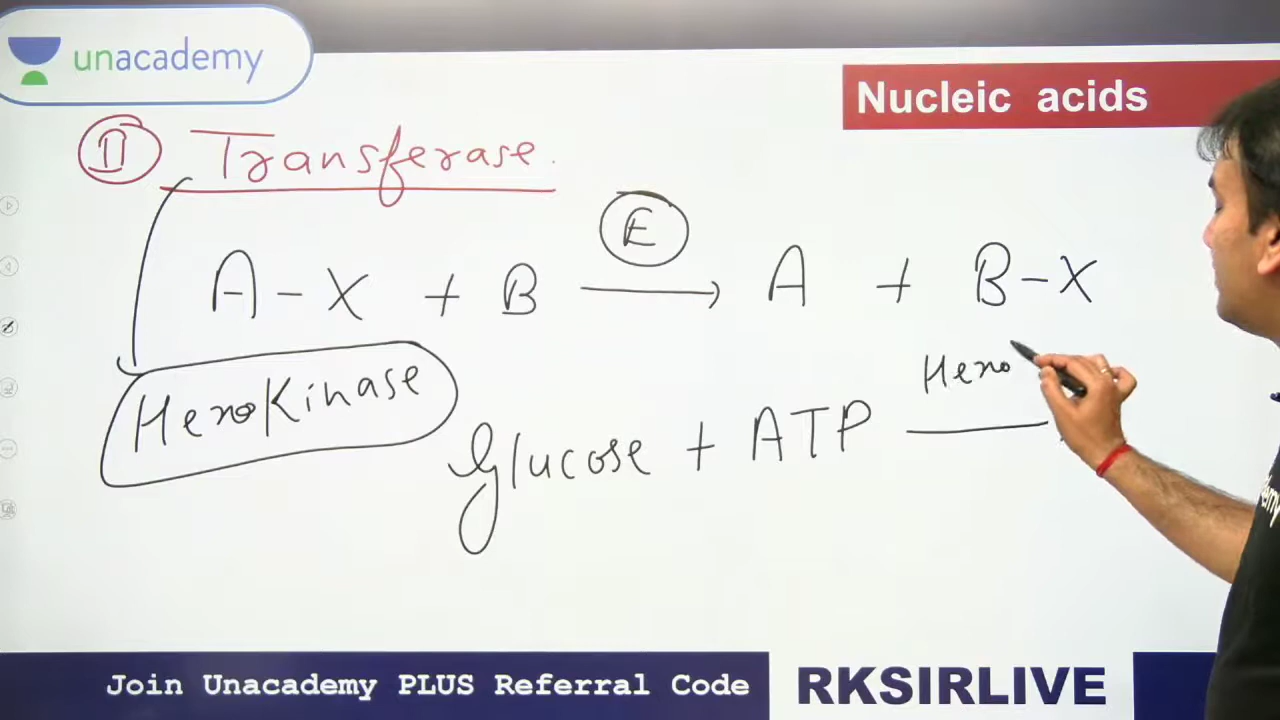 unacademy
Nucleic acids
II Transferase.
E
A - X + B → A + B - X
HexoKinase
Hexo
Glucose + ATP
Join Unacademy PLUS Referral Code
RKSIRLIVE